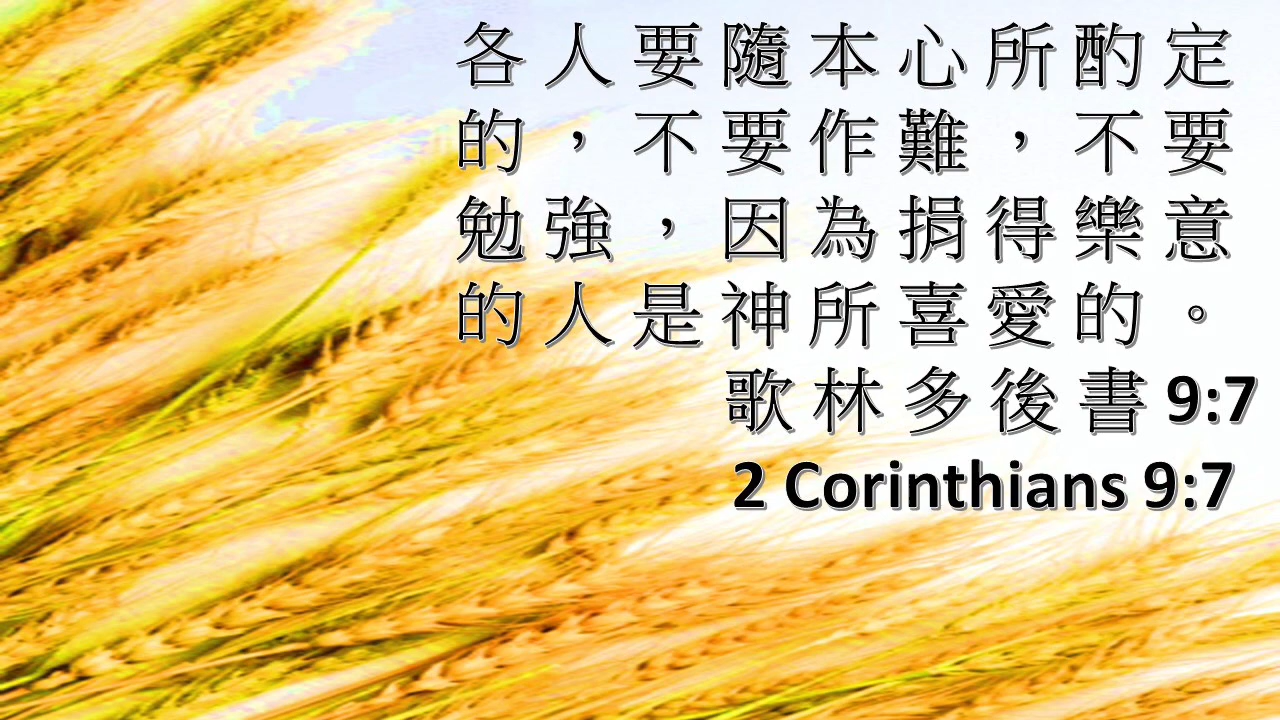 各人要隨本心所酌定
的，不要作難，不要
勉強，因為捐得樂意
的人是神所喜愛的。
歌林多後書 9:7
2 Corinthians 9:7